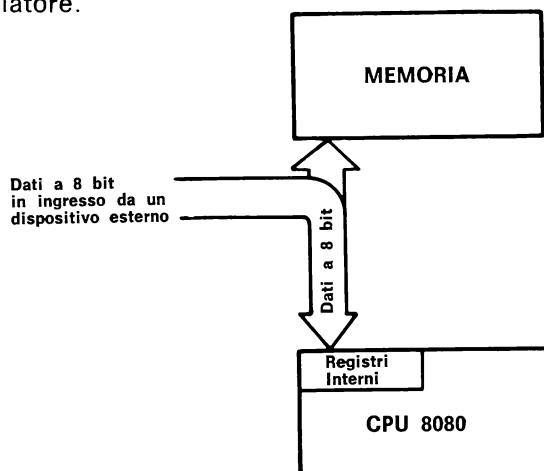 latore.
MEMORIA
Dati a 8 bit
in ingresso da un
dispositivo esterno
Dati a 8 bit
Registri
Interni
CPU 8080